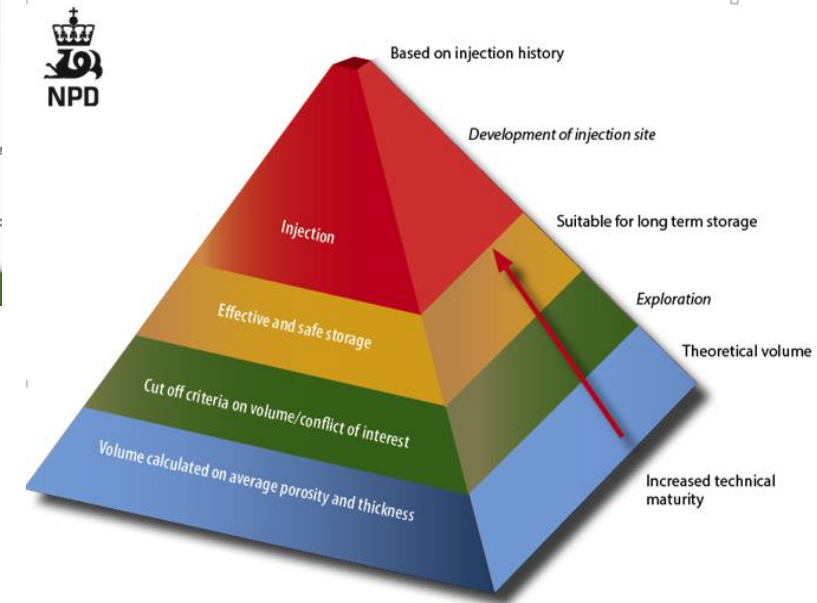 NPD
Based on injection history
Development of injection site
Suitable for long term storage
Exploration
Theoretical volume
Increased technical
maturity
Injection
Effective and safe storage
Cut off criteria on volume/conflict of interest
Volume calculated on average porosity and thickness